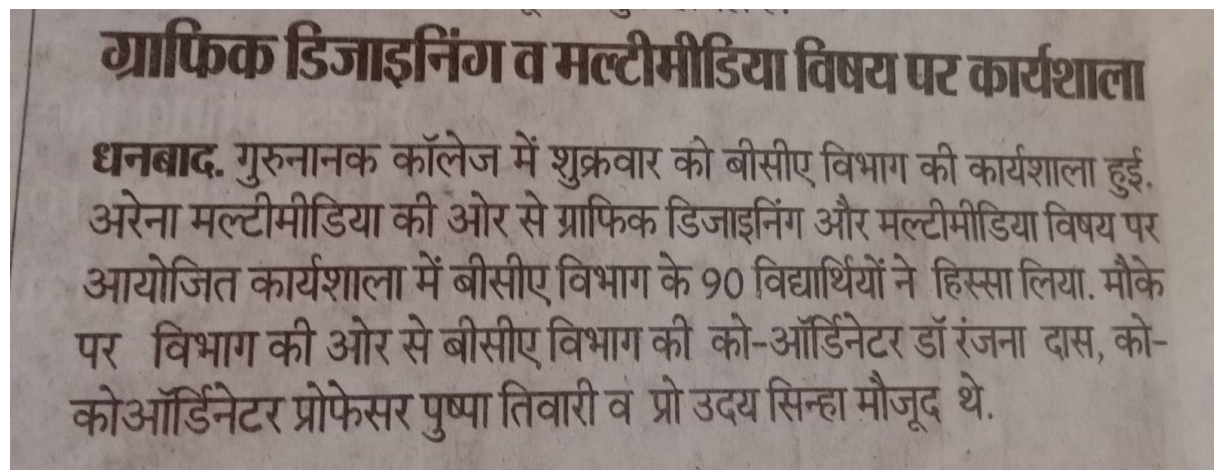 ग्राफिक डिजाइनिंग व मल्टीमीडिया विषय पर कार्यशाला
धनबाद. गुरुनानक कॉलेज में शुक्रवार को बीसीए विभाग की कार्यशाला हुई.
अरेना मल्टीमीडिया की ओर से ग्राफिक डिजाइनिंग और मल्टीमीडिया विषय पर
आयोजित कार्यशाला में बीसीए विभाग के 90 विद्यार्थियों ने हिस्सा लिया. मौके
पर विभाग की ओर से बीसीए विभाग की को-ऑर्डिनेटर डॉ रंजना दास, को-
कोऑर्डिनेटर प्रोफेसर पुष्पा तिवारी व प्रो उदय सिन्हा मौजूद थे.